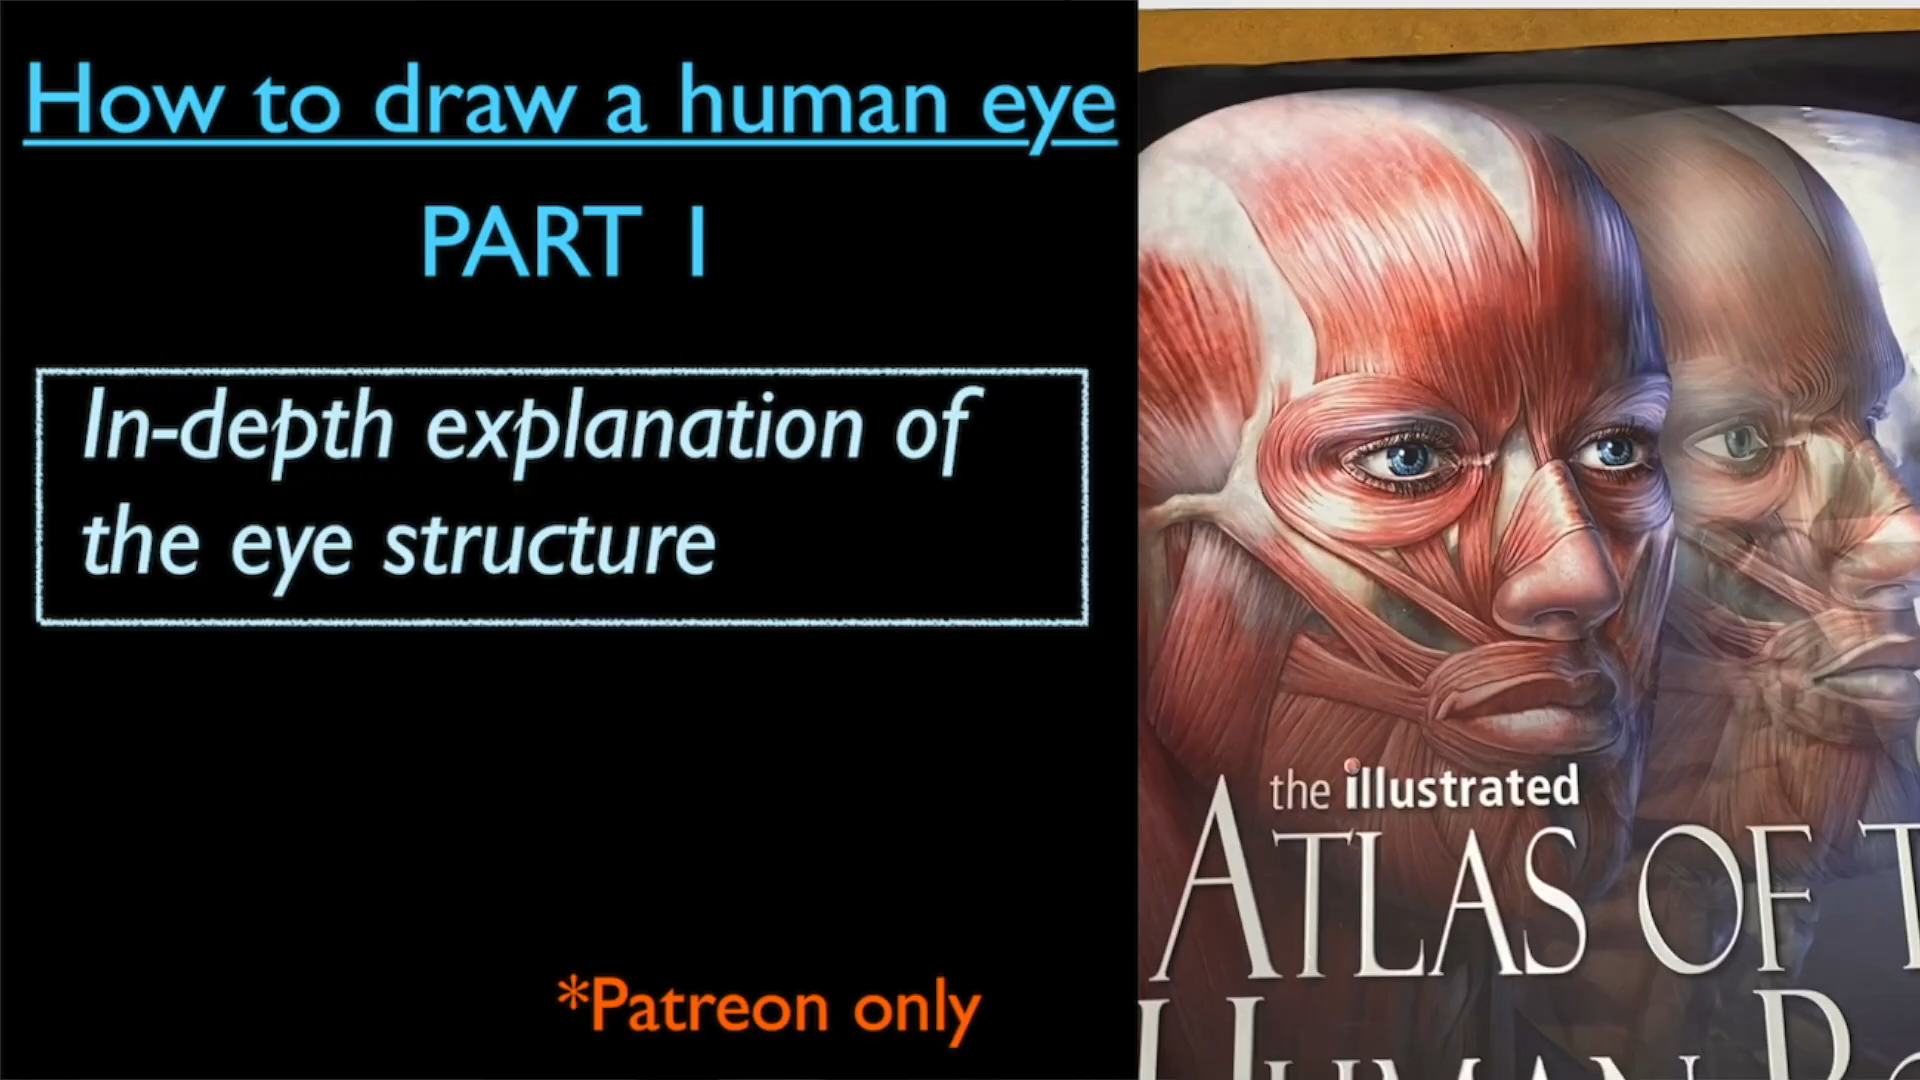 How to draw a human eye
PART 1
In-depth explanation of
the eye structure
*Patreon only
the illustrated
ATLAS OF
HUMAN